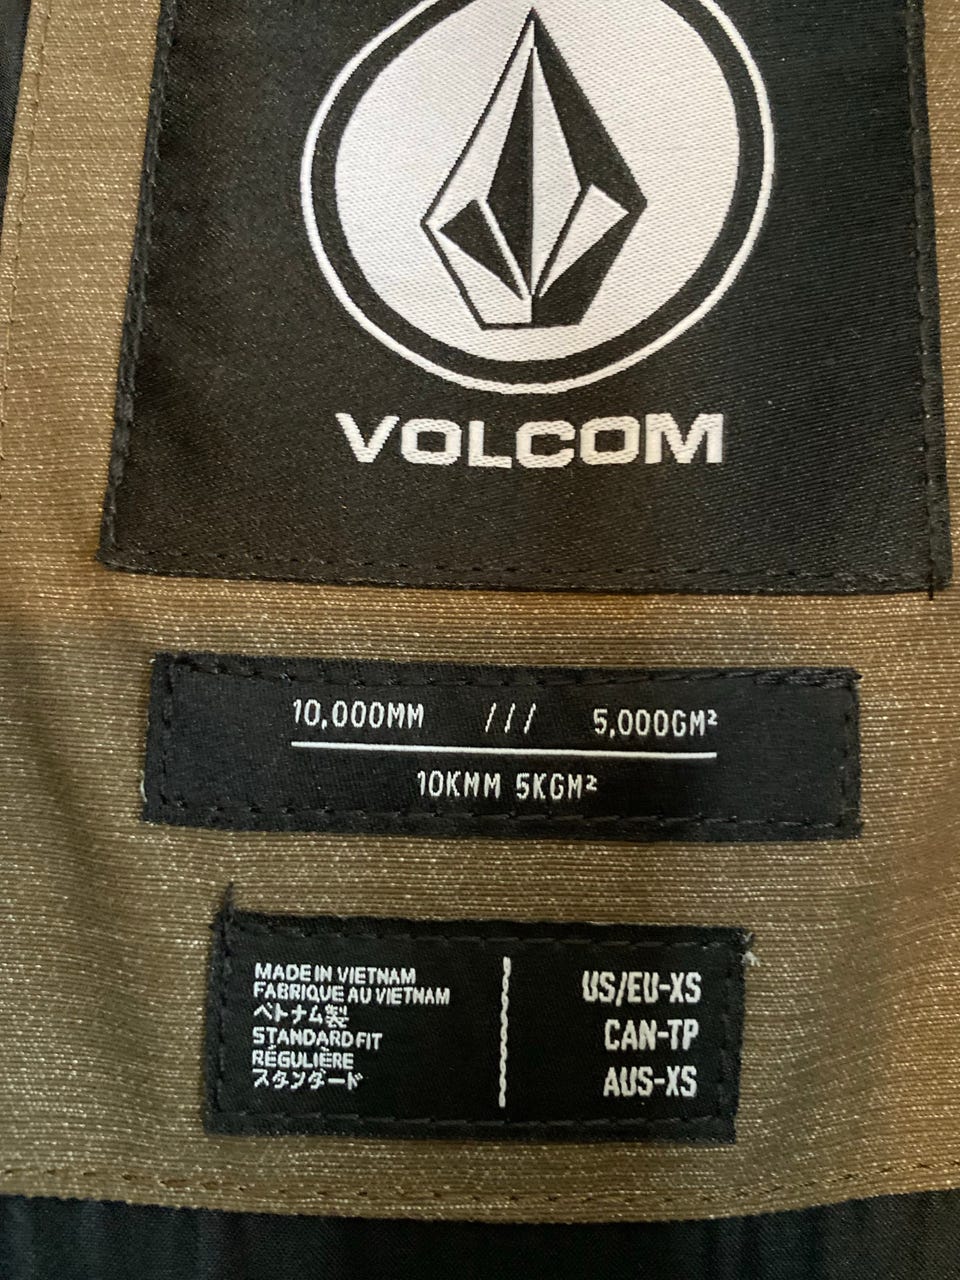 VOLCOM
10,000MM /// 5,000GM²
10KMM 5KGM²
MADE IN VIETNAM
FABRIQUE AU VIETNAM
ベトナム製
STANDARD FIT
RÉGULIÈRE
スタンダード
US/EU-XS
CAN-TP
AUS-XS